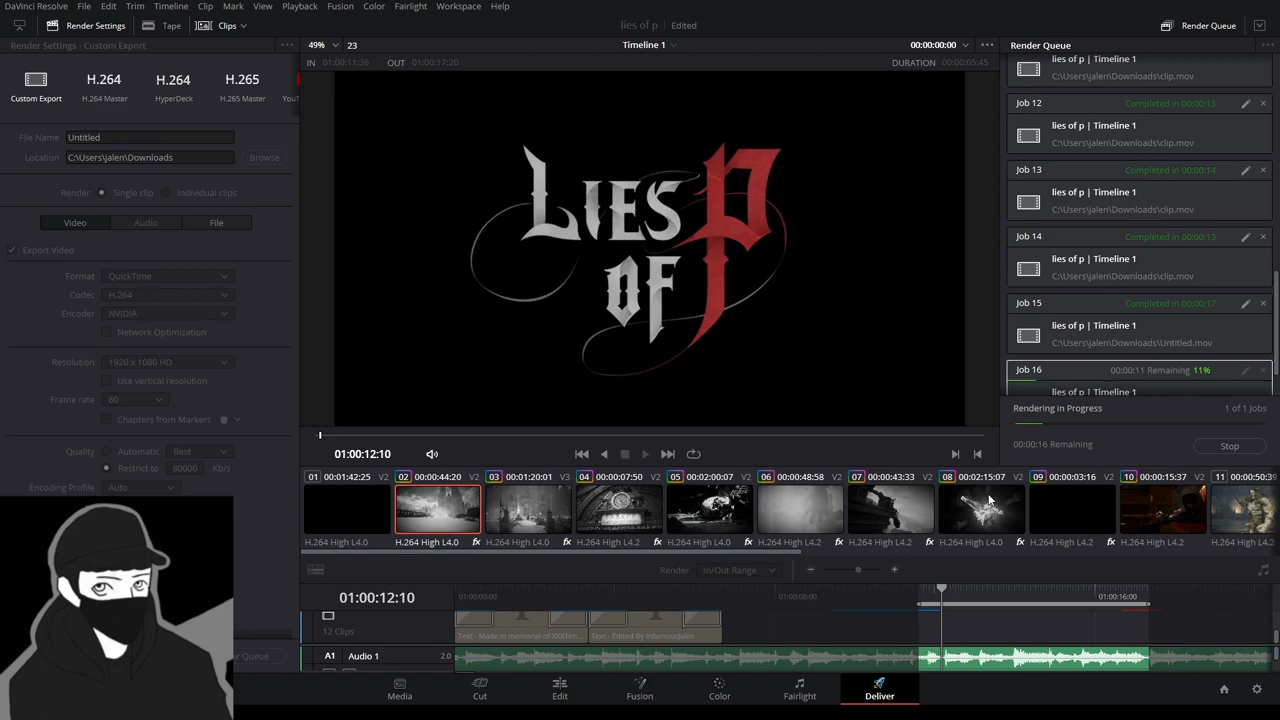 DaVinci Resolve File Edit Trim Timeline Clip Mark View Playback Fusion Color Fairlight Workspace Help
Render Settings Tape Clips lies of p Edited Render Queue
Render Settings - Custom Export 49% 23 Timeline 1 00:00:00:00 Render Queue
IN 01:00:11:36 OUT 01:00:17:20 DURATION 00:00:05:45
H.264 H.264 H.265
Custom Export H.264 Master HyperDeck H.265 Master YouT
File Name Untitled
Location C:\Users\jalen\Downloads Browse
Render Single clip Individual clips
Video Audio File
Export Video
Format QuickTime
Codec H.264
Encoder NVIDIA
Network Optimization
Resolution 1920 x 1080 HD
Use vertical resolution
Frame rate 60
Chapters from Markers
Quality Automatic Best
Restrict to 80000 Kb/s
Encoding Profile Auto
LIES
OF
P
lies of p | Timeline 1
C:\Users\jalen\Downloads\clip.mov
Job 12 Completed in 00:00:13
lies of p | Timeline 1
C:\Users\jalen\Downloads\clip.mov
Job 13 Completed in 00:00:14
lies of p | Timeline 1
C:\Users\jalen\Downloads\clip.mov
Job 14 Completed in 00:00:13
lies of p | Timeline 1
C:\Users\jalen\Downloads\clip.mov
Job 15 Completed in 00:00:17
lies of p | Timeline 1
C:\Users\jalen\Downloads\Untitled.mov
Job 16 00:00:11 Remaining 11%
lies of p | Timeline 1
Rendering in Progress 1 of 1 Jobs
00:00:16 Remaining Stop
01:00:12:10
01 00:01:42:25 V2 02 00:00:44:20 V2 03 00:01:20:01 V2 04 00:00:07:50 V2 05 00:02:00:07 V2 06 00:00:48:58 V2 07 00:00:43:33 V2 08 00:02:15:07 V2 09 00:00:03:16 V2 10 00:00:15:37 V2 11 00:00:50:39
H.264 High L4.0 H.264 High L4.0 fx H.264 High L4.0 fx H.264 High L4.2 fx H.264 High L4.2 fx H.264 High L4.2 fx H.264 High L4.2 fx H.264 High L4.0 fx H.264 High L4.2 fx H.264 High L4.2 fx H.264 High L4.2
Render In/Out Range
01:00:12:10 01:00:16:00
12 Clips
Text - Edited By InfamousJalen
A1 Audio 1 2.0
Queue
Media Cut Edit Fusion Color Fairlight Deliver